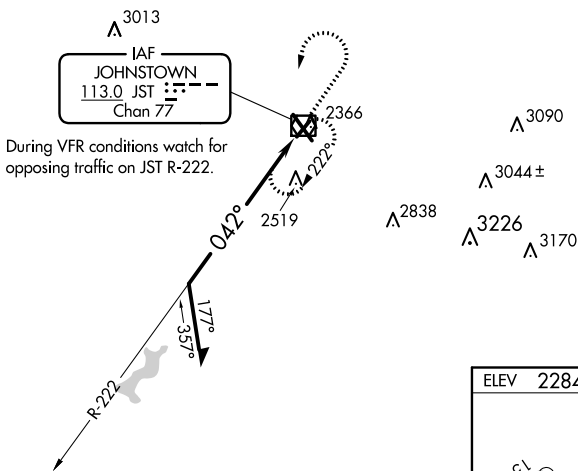 3013
IAF
JOHNSTOWN
113.0 JST
Chan 77
2366
3090
During VFR conditions watch for
opposing traffic on JST R-222.
222°
3044±
2519
2838
042°
3226
3170
177°
357°
R-222
ELEV 2284